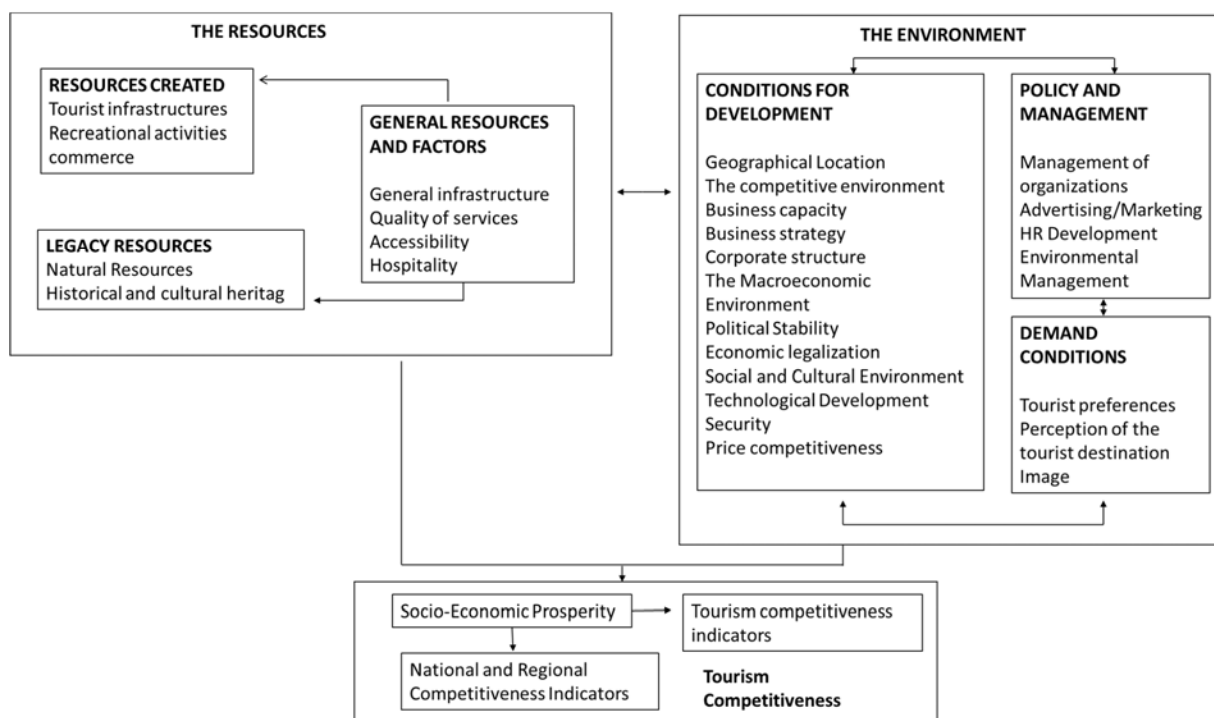 THE RESOURCES
RESOURCES CREATED
Tourist infrastructures
Recreational activities
commerce
GENERAL RESOURCES
AND FACTORS
General infrastructure
Quality of services
Accessibility
Hospitality
LEGACY RESOURCES
Natural Resources
Historical and cultural heritag
THE ENVIRONMENT
CONDITIONS FOR
DEVELOPMENT
Geographical Location
The competitive environment
Business capacity
Business strategy
Corporate structure
The Macroeconomic
Environment
Political Stability
Economic legalization
Social and Cultural Environment
Technological Development
Security
Price competitiveness
POLICY AND
MANAGEMENT
Management of
organizations
Advertising/Marketing
HR Development
Environmental
Management
DEMAND
CONDITIONS
Tourist preferences
Perception of the
tourist destination
Image
Socio-Economic Prosperity
Tourism competitiveness
indicators
National and Regional
Competitiveness Indicators
Tourism
Competitiveness